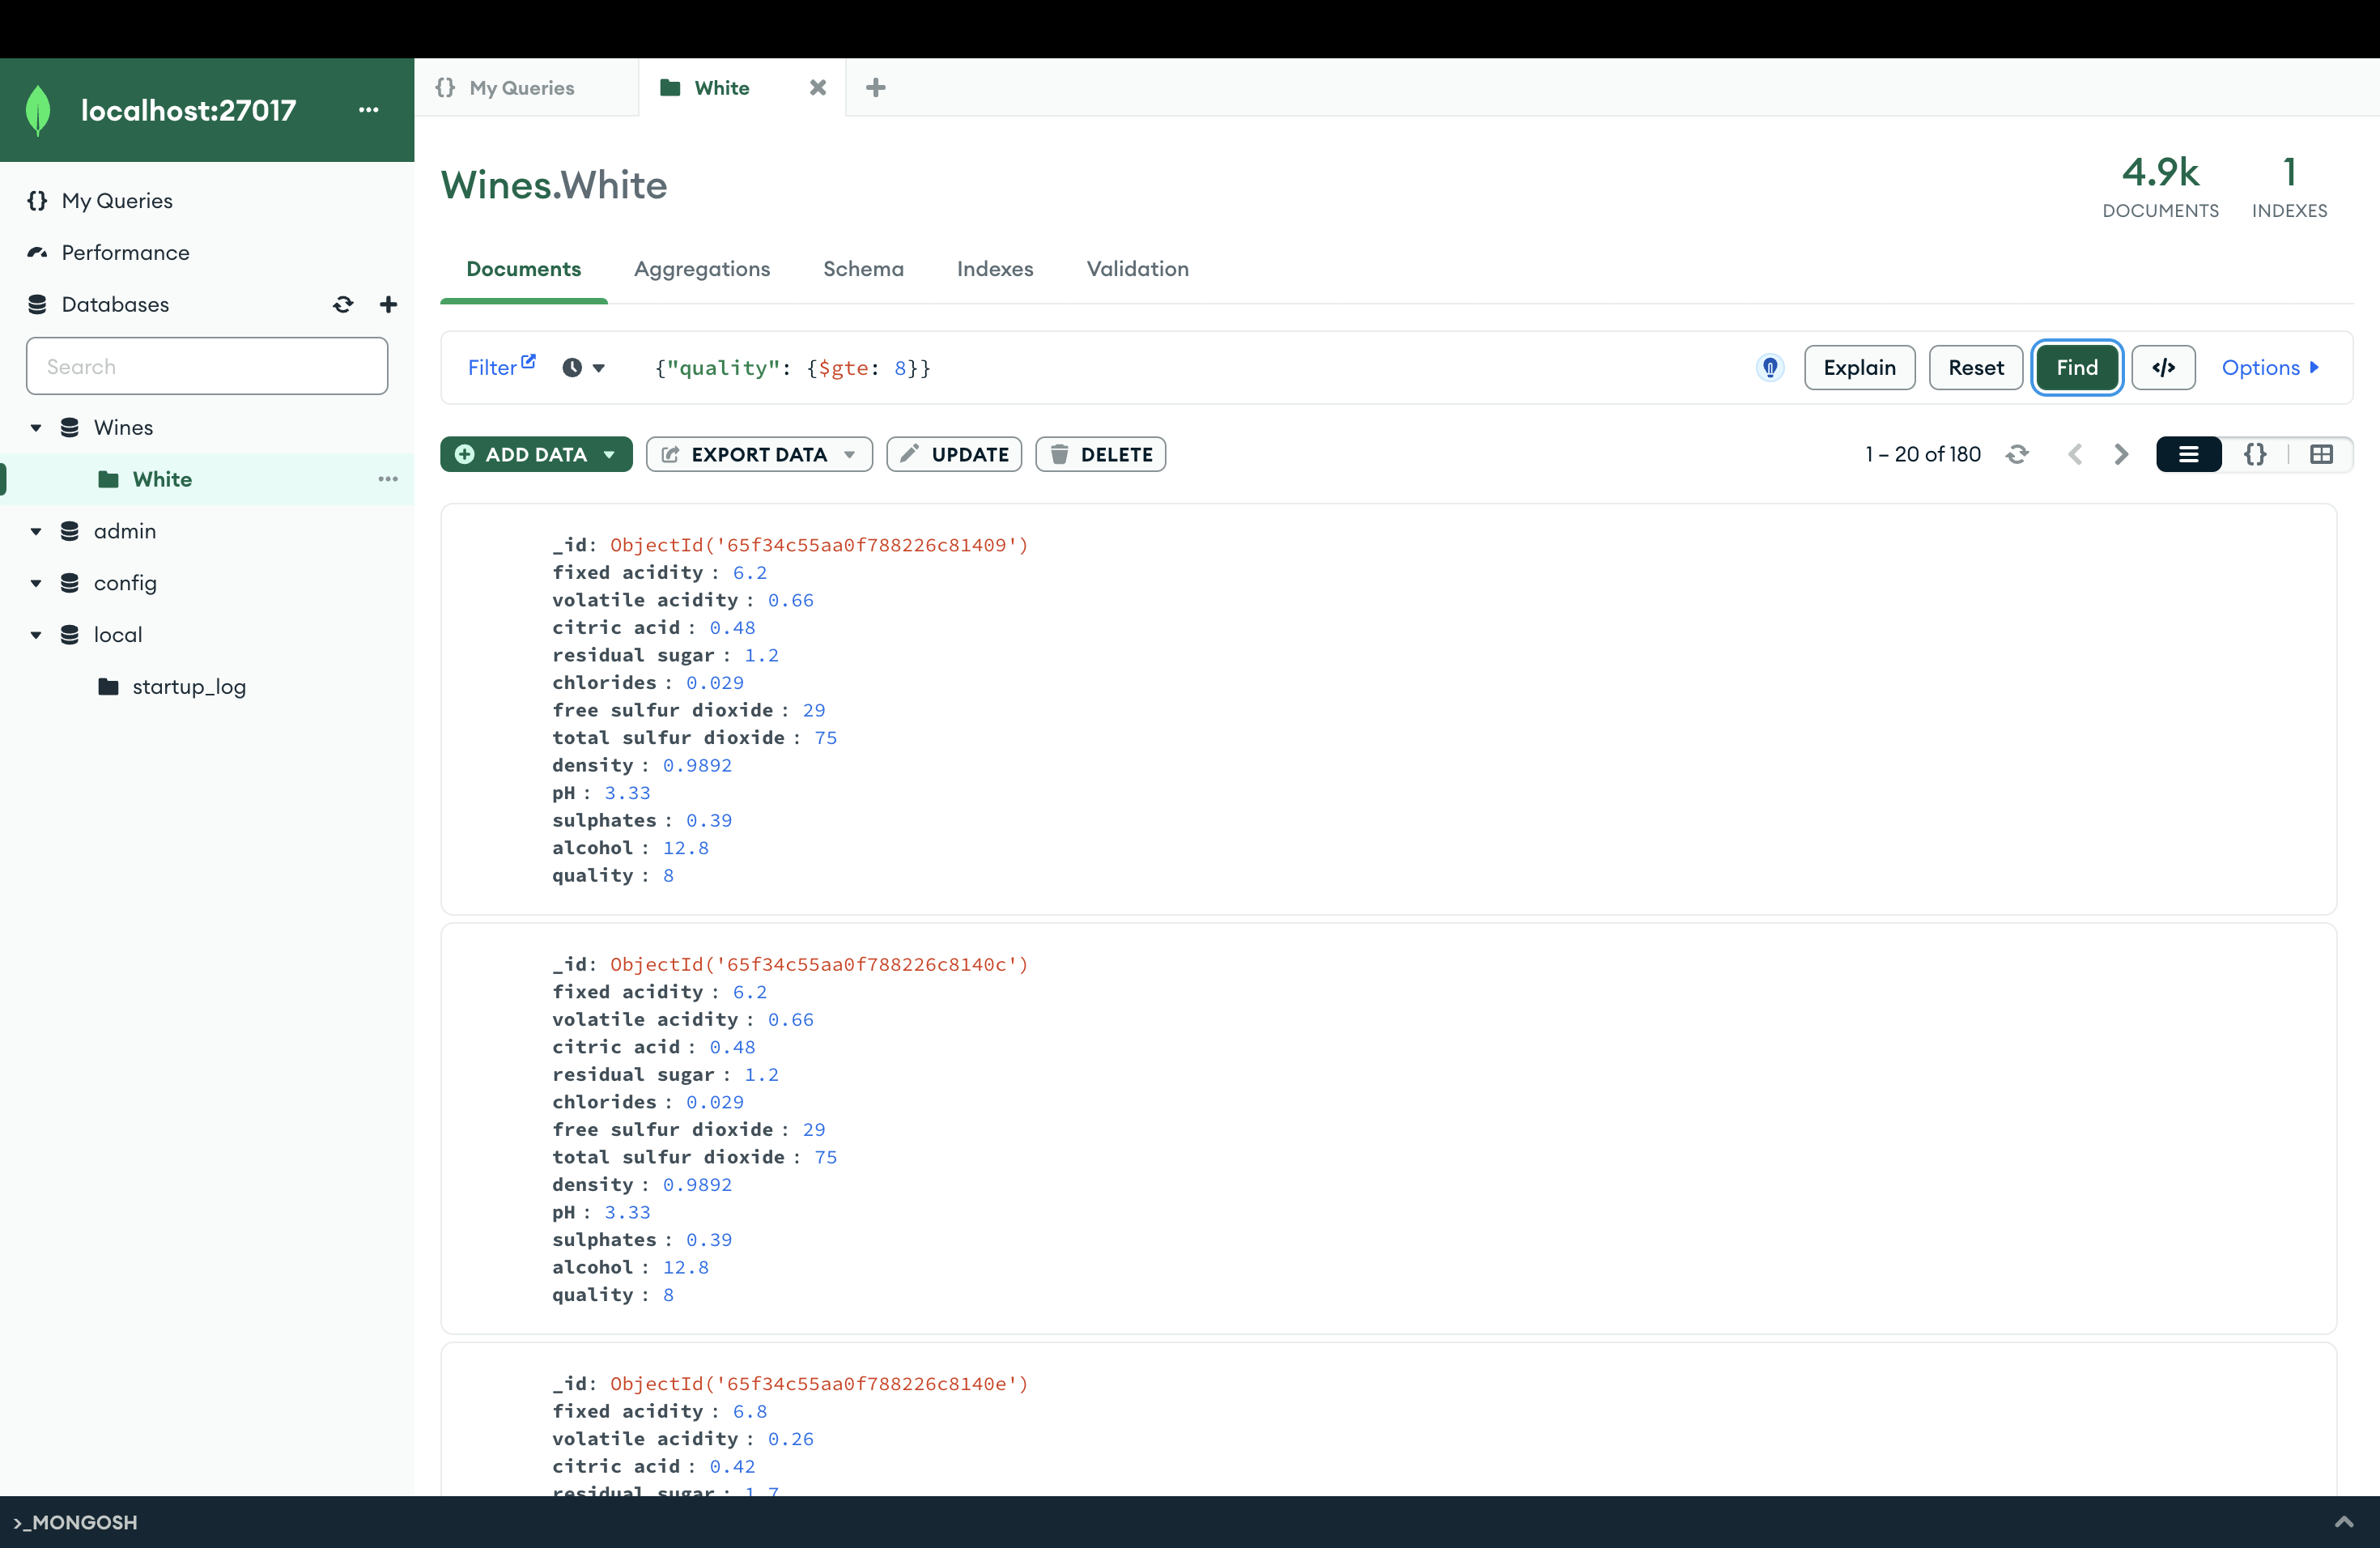 localhost:27017
My Queries
Performance
Databases
Search
Wines
White
admin
config
local
startup_log
{} My Queries
White
Wines.White
4.9k
DOCUMENTS
1
INDEXES
Documents Aggregations Schema Indexes Validation
Filter {"quality": {$gte: 8}} Explain Reset Find </> Options
ADD DATA EXPORT DATA UPDATE DELETE 1 – 20 of 180 {}
_id: ObjectId('65f34c55aa0f788226c81409')
fixed acidity : 6.2
volatile acidity : 0.66
citric acid : 0.48
residual sugar : 1.2
chlorides : 0.029
free sulfur dioxide : 29
total sulfur dioxide : 75
density : 0.9892
pH : 3.33
sulphates : 0.39
alcohol : 12.8
quality : 8
_id: ObjectId('65f34c55aa0f788226c8140c')
fixed acidity : 6.2
volatile acidity : 0.66
citric acid : 0.48
residual sugar : 1.2
chlorides : 0.029
free sulfur dioxide : 29
total sulfur dioxide : 75
density : 0.9892
pH : 3.33
sulphates : 0.39
alcohol : 12.8
quality : 8
_id: ObjectId('65f34c55aa0f788226c8140e')
fixed acidity : 6.8
volatile acidity : 0.26
citric acid : 0.42
residual sugar : 1.7
>_MONGOSH